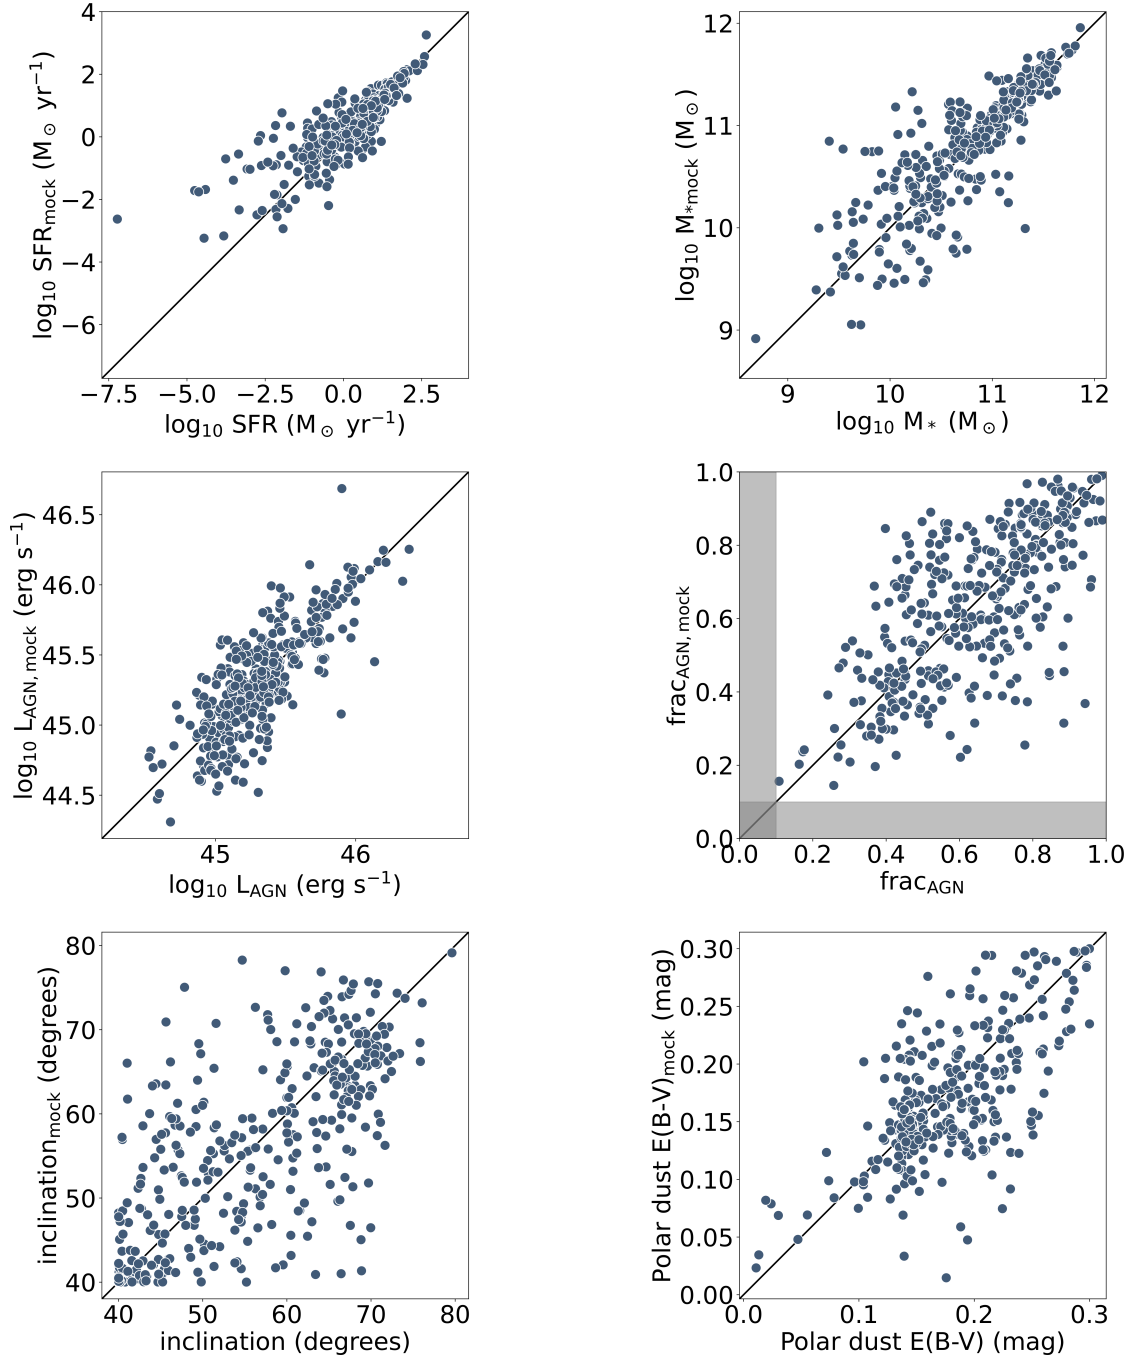 4
2
0
−2
−4
−6
log₁₀ SFRmock (M⊙ yr⁻¹)
−7.5 −5.0 −2.5 0.0 2.5
log₁₀ SFR (M⊙ yr⁻¹)
12
11
10
9
log₁₀ M*mock (M⊙)
9 10 11 12
log₁₀ M* (M⊙)
46.5
46.0
45.5
45.0
44.5
log₁₀ LAGN,mock (erg s⁻¹)
45 46
log₁₀ LAGN (erg s⁻¹)
1.0
0.8
0.6
0.4
0.2
0.0
fracAGN,mock
0.0 0.2 0.4 0.6 0.8 1.0
fracAGN
80
70
60
50
40
inclinationmock (degrees)
40 50 60 70 80
inclination (degrees)
0.30
0.25
0.20
0.15
0.10
0.05
0.00
Polar dust E(B-V)mock (mag)
0.0 0.1 0.2 0.3
Polar dust E(B-V) (mag)